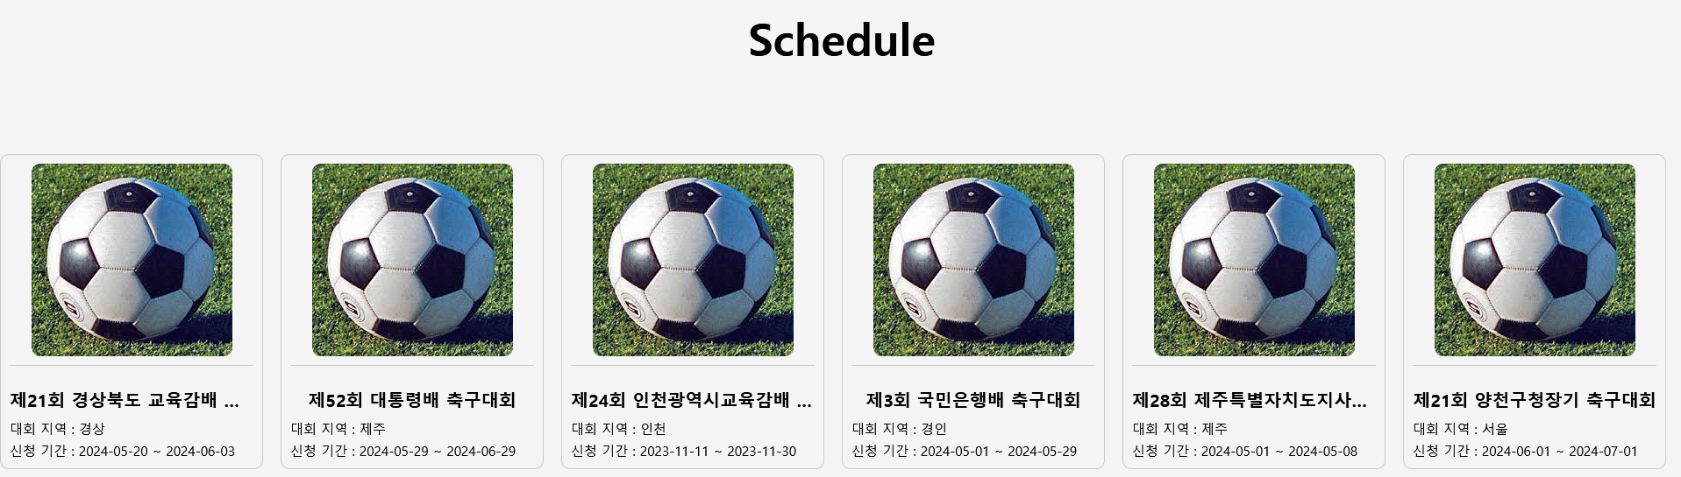 Schedule
제21회 경상북도 교육감배 ...
대회 지역 : 경상
신청 기간 : 2024-05-20 ~ 2024-06-03
제52회 대통령배 축구대회
대회 지역 : 제주
신청 기간 : 2024-05-29 ~ 2024-06-29
제24회 인천광역시교육감배 ...
대회 지역 : 인천
신청 기간 : 2023-11-11 ~ 2023-11-30
제3회 국민은행배 축구대회
대회 지역 : 경인
신청 기간 : 2024-05-01 ~ 2024-05-29
제28회 제주특별자치도지사...
대회 지역 : 제주
신청 기간 : 2024-05-01 ~ 2024-05-08
제21회 양천구청장기 축구대회
대회 지역 : 서울
신청 기간 : 2024-06-01 ~ 2024-07-01